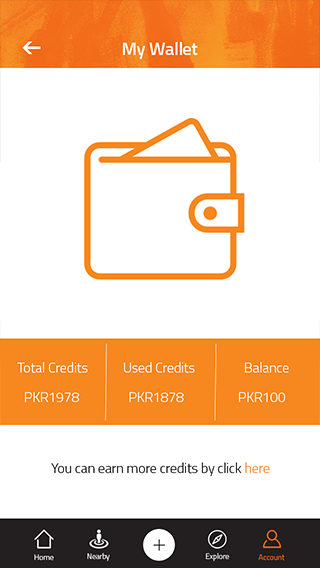 My Wallet
Total Credits Used Credits Balance
PKR1978 PKR1878 PKR100
You can earn more credits by click here
Home Nearby Explore Account